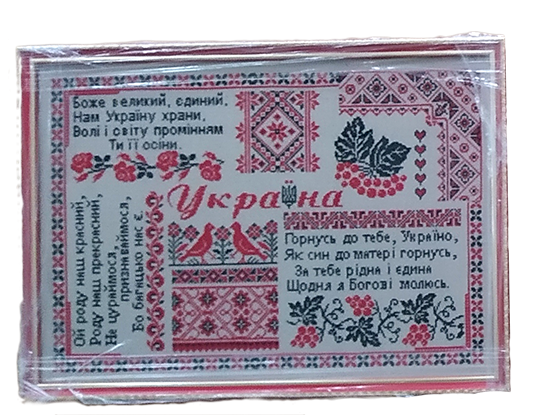 Боже великий, єдиний,
Нам Україну храни,
Волі і світу промінням
Ти її осіни.
Україна
Ой роду наш красний,
Роду наш прекрасний,
Не цураймося,
признаваймося,
Бо багацько нас є.
Горнусь до тебе, Україно,
Як син до матері горнусь,
За тебе рідна і єдина
Щодня я Богові молюсь.